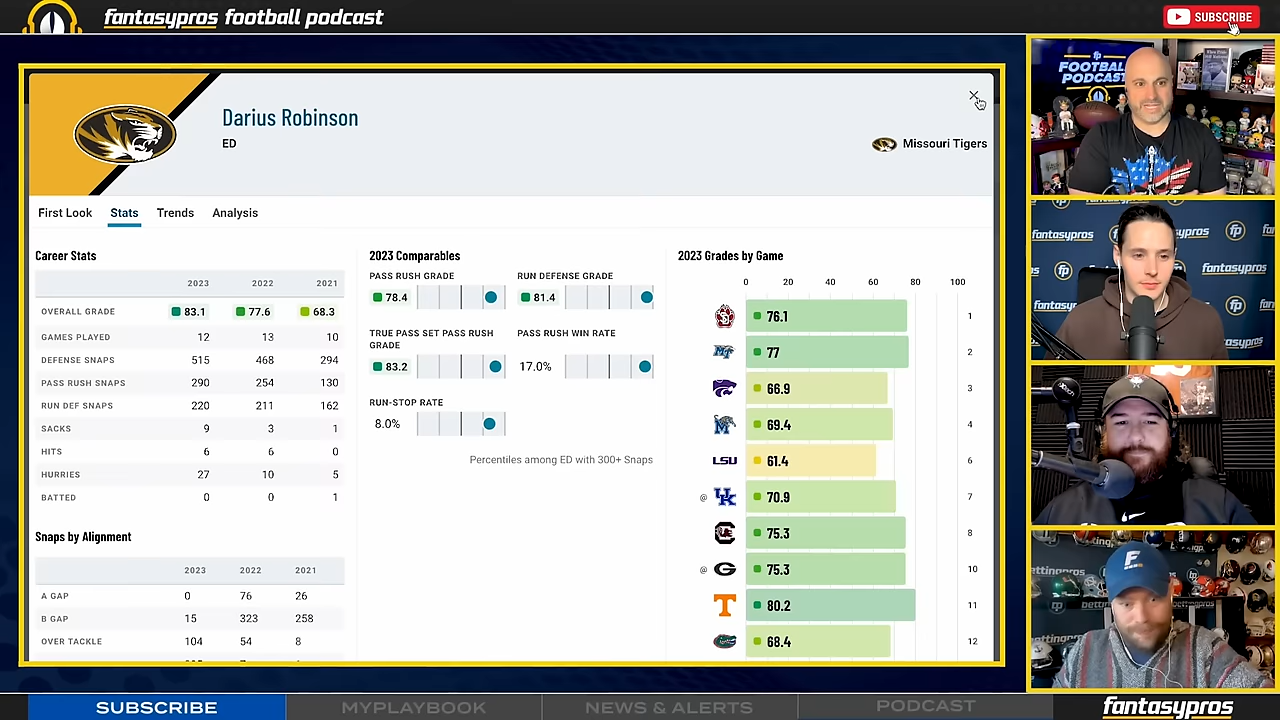 fantasypros football podcast
SUBSCRIBE
Darius Robinson
ED
Missouri Tigers
First Look Stats Trends Analysis
Career Stats
2023 2022 2021
OVERALL GRADE 83.1 77.6 68.3
GAMES PLAYED 12 13 10
DEFENSE SNAPS 515 468 294
PASS RUSH SNAPS 290 254 130
RUN DEF SNAPS 220 211 162
SACKS 9 3 1
HITS 6 6 0
HURRIES 27 10 5
BATTED 0 0 1
Snaps by Alignment
2023 2022 2021
A GAP 0 76 26
B GAP 15 323 258
OVER TACKLE 104 54 8
2023 Comparables
PASS RUSH GRADE
78.4
RUN DEFENSE GRADE
81.4
TRUE PASS SET PASS RUSH
GRADE
83.2
PASS RUSH WIN RATE
17.0%
RUN-STOP RATE
8.0%
Percentiles among ED with 300+ Snaps
2023 Grades by Game
0 20 40 60 80 100
76.1 1
MT 77 2
66.9 3
M 69.4 4
LSU 61.4 6
@ UK 70.9 7
C 75.3 8
@ G 75.3 10
T 80.2 11
68.4 12
fp
FOOTBALL
PODCAST
fantasypros
fp
fantasypros
fp
bettingpros
SUBSCRIBE
MYPLAYBOOK
NEWS & ALERTS
PODCAST
fantasypros